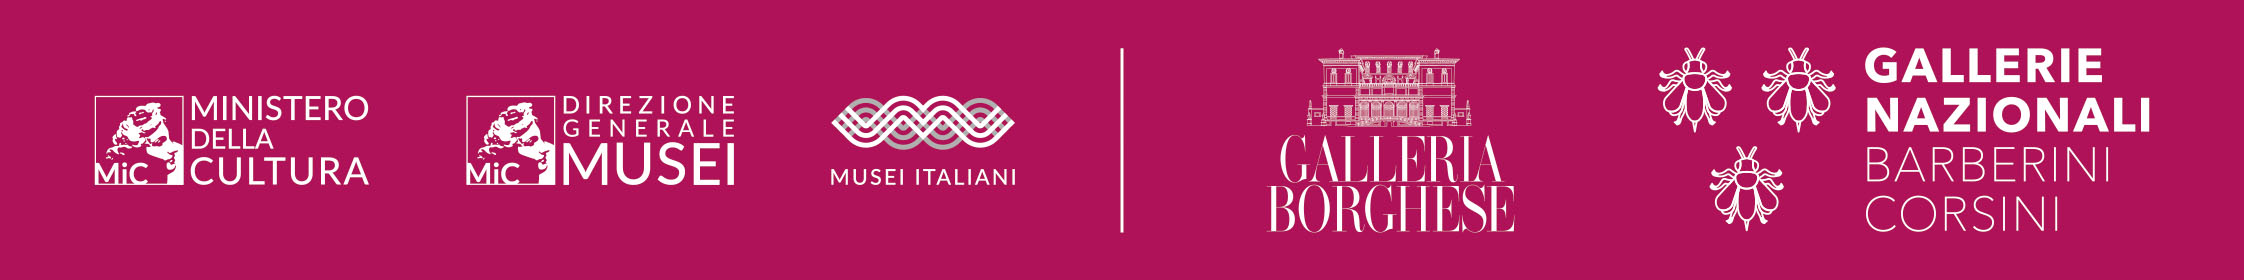 MiC
MINISTERO
DELLA
CULTURA
MiC
DIREZIONE
GENERALE
MUSEI
MUSEI ITALIANI
GALLERIA
BORGHESE
GALLERIE
NAZIONALI
BARBERINI
CORSINI